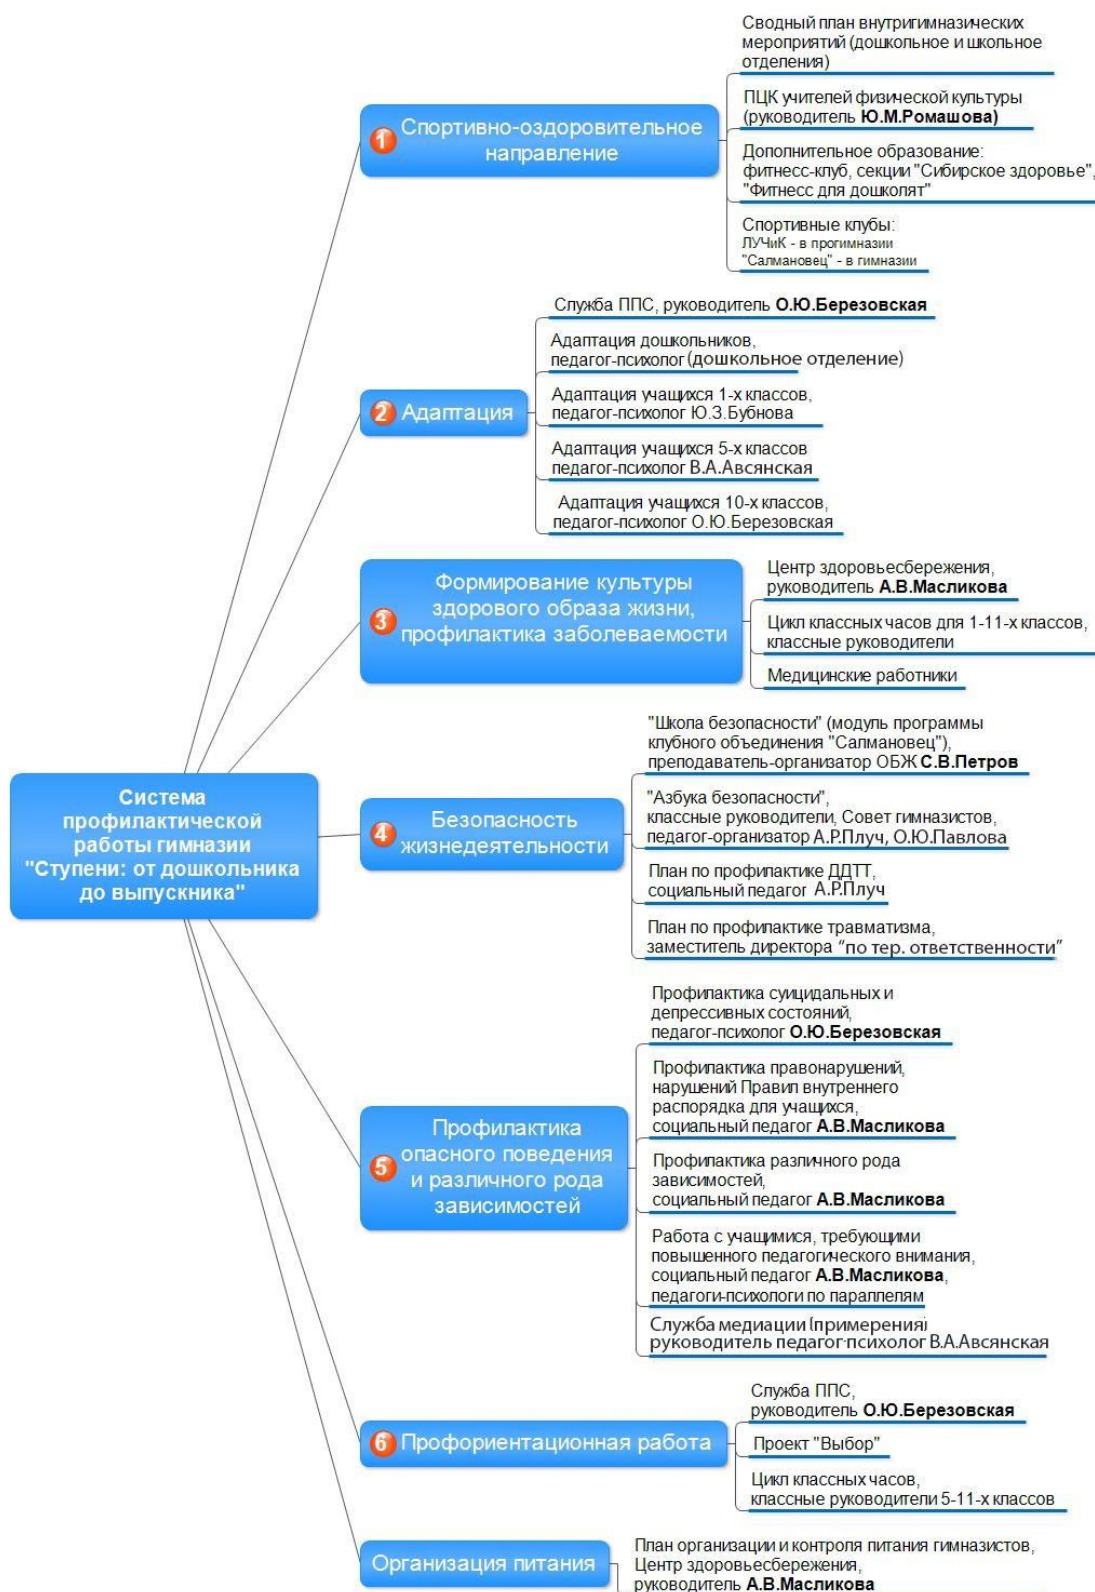 Система
профилактической
работы гимназии
"Ступени: от дошкольника
до выпускника"
1 Спортивно-оздоровительное
направление
Сводный план внутригимназических
мероприятий (дошкольное и школьное
отделения)
ПЦК учителей физической культуры
(руководитель Ю.М.Ромашова)
Дополнительное образование:
фитнесс-клуб, секции "Сибирское здоровье",
"Фитнесс для дошколят"
Спортивные клубы:
ЛУЧиК - в прогимназии
"Салмановец" - в гимназии
2 Адаптация
Служба ППС, руководитель О.Ю.Березовская
Адаптация дошкольников,
педагог-психолог (дошкольное отделение)
Адаптация учащихся 1-х классов,
педагог-психолог Ю.З.Бубнова
Адаптация учащихся 5-х классов
педагог-психолог В.А.Авсянская
Адаптация учащихся 10-х классов,
педагог-психолог О.Ю.Березовская
3 Формирование культуры
здорового образа жизни,
профилактика заболеваемости
Центр здоровьесбережения,
руководитель А.В.Масликова
Цикл классных часов для 1-11-х классов,
классные руководители
Медицинские работники
4 Безопасность
жизнедеятельности
"Школа безопасности" (модуль программы
клубного объединения "Салмановец"),
преподаватель-организатор ОБЖ С.В.Петров
"Азбука безопасности",
классные руководители, Совет гимназистов,
педагог-организатор А.Р.Плуч, О.Ю.Павлова
План по профилактике ДДТТ,
социальный педагог А.Р.Плуч
План по профилактике травматизма,
заместитель директора "по тер. ответственности"
5 Профилактика
опасного поведения
и различного рода
зависимостей
Профилактика суицидальных и
депрессивных состояний,
педагог-психолог О.Ю.Березовская
Профилактика правонарушений,
нарушений Правил внутреннего
распорядка для учащихся,
социальный педагог А.В.Масликова
Профилактика различного рода
зависимостей,
социальный педагог А.В.Масликова
Работа с учащимися, требующими
повышенного педагогического внимания,
социальный педагог А.В.Масликова,
педагоги-психологи по параллелям
Служба медиации (примерения)
руководитель педагог-психолог В.А.Авсянская
6 Профориентационная работа
Служба ППС,
руководитель О.Ю.Березовская
Проект "Выбор"
Цикл классных часов,
классные руководители 5-11-х классов
Организация питания
План организации и контроля питания гимназистов,
Центр здоровьесбережения,
руководитель А.В.Масликова